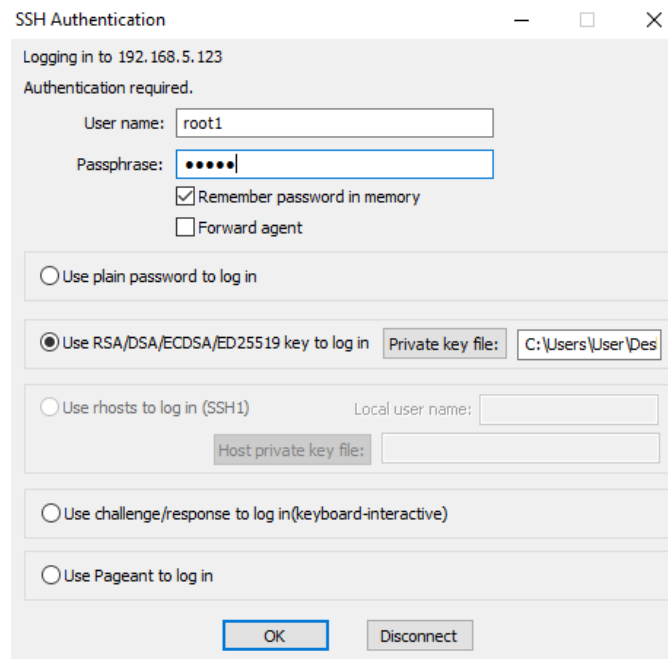 SSH Authentication
Logging in to 192.168.5.123
Authentication required.
User name: root1
Passphrase: •••••
Remember password in memory
Forward agent
Use plain password to log in
Use RSA/DSA/ECDSA/ED25519 key to log in Private key file: C:\Users\User\Des
Use rhosts to log in (SSH1) Local user name:
Host private key file:
Use challenge/response to log in(keyboard-interactive)
Use Pageant to log in
OK Disconnect